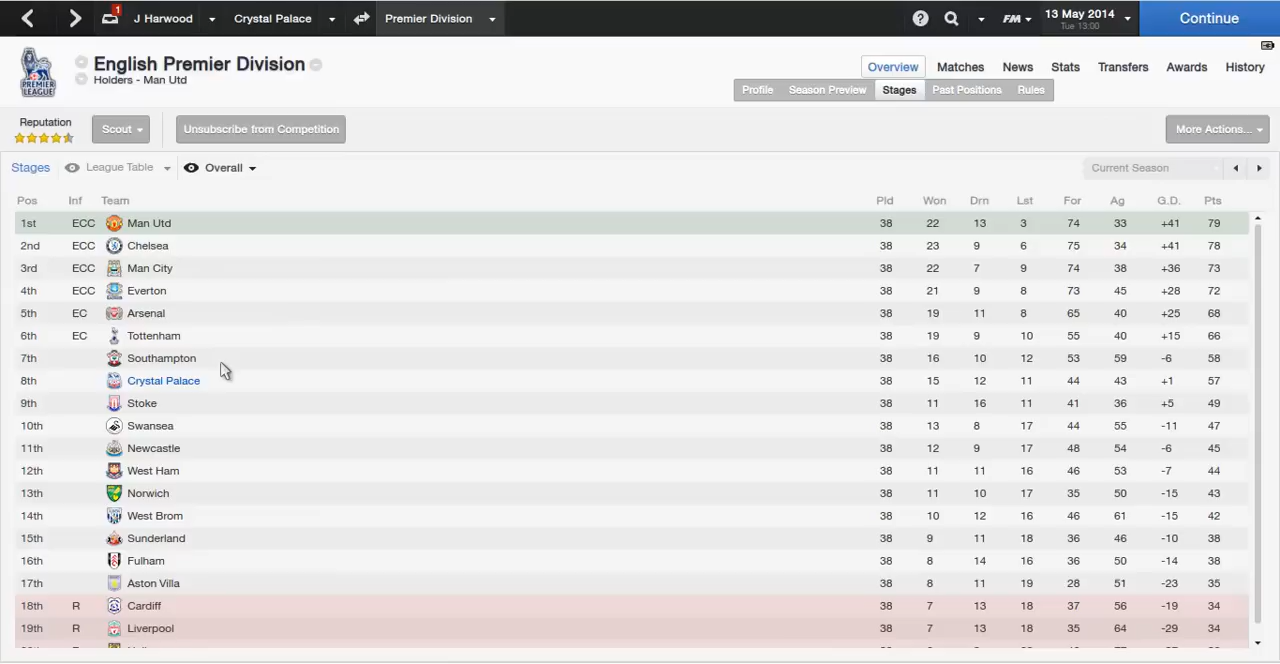 1
J Harwood Crystal Palace Premier Division ? FM 13 May 2014 Continue
Tue 13:00
English Premier Division
Holders - Man Utd
PREMIER LEAGUE
Overview Matches News Stats Transfers Awards History
Profile Season Preview Stages Past Positions Rules
Reputation
Scout Unsubscribe from Competition More Actions...
Stages League Table Overall Current Season
Pos Inf Team Pld Won Drn Lst For Ag G.D. Pts
1st ECC Man Utd 38 22 13 3 74 33 +41 79
2nd ECC Chelsea 38 23 9 6 75 34 +41 78
3rd ECC Man City 38 22 7 9 74 38 +36 73
4th ECC Everton 38 21 9 8 73 45 +28 72
5th EC Arsenal 38 19 11 8 65 40 +25 68
6th EC Tottenham 38 19 9 10 55 40 +15 66
7th Southampton 38 16 10 12 53 59 -6 58
8th Crystal Palace 38 15 12 11 44 43 +1 57
9th Stoke 38 11 16 11 41 36 +5 49
10th Swansea 38 13 8 17 44 55 -11 47
11th Newcastle 38 12 9 17 48 54 -6 45
12th West Ham 38 11 11 16 46 53 -7 44
13th Norwich 38 11 10 17 35 50 -15 43
14th West Brom 38 10 12 16 46 61 -15 42
15th Sunderland 38 9 11 18 36 46 -10 38
16th Fulham 38 8 14 16 36 50 -14 38
17th Aston Villa 38 8 11 19 28 51 -23 35
18th R Cardiff 38 7 13 18 37 56 -19 34
19th R Liverpool 38 7 13 18 35 64 -29 34